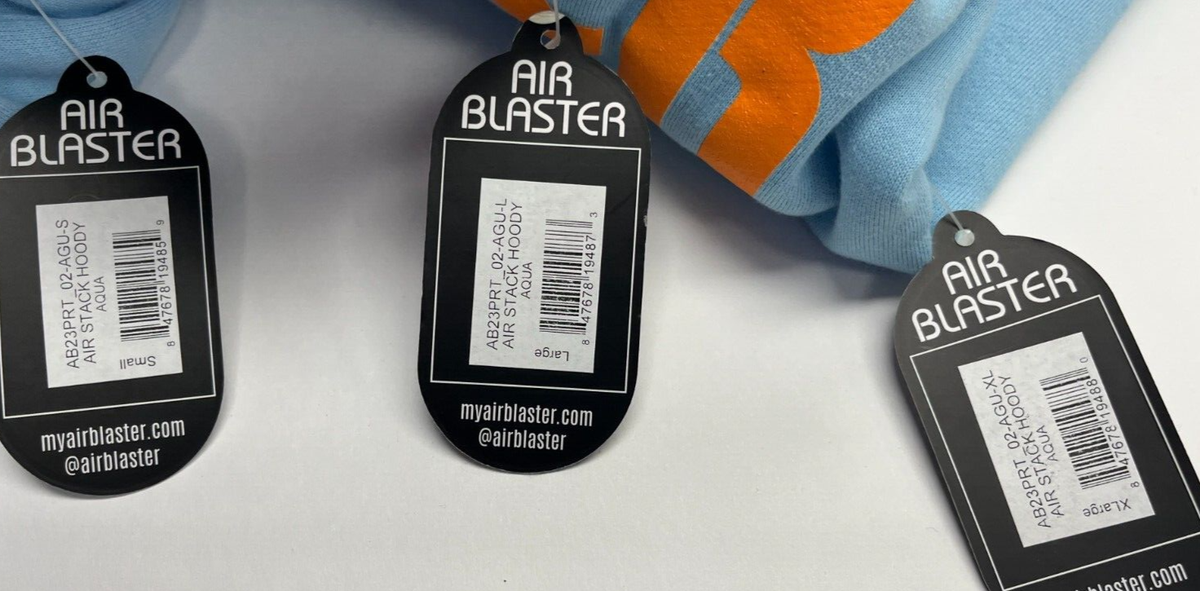 AIR
BLASTER
AB23PRT_02-AGU-S
AIR STACK HOODY
AQUA
8 47678 19485 9
Small
myairblaster.com
@airblaster
AIR
BLASTER
AB23PRT_02-AGU-L
AIR STACK HOODY
AQUA
8 47678 19487 3
Large
myairblaster.com
@airblaster
AIR
BLASTER
AB23PRT_02-AGU-XL
AIR STACK HOODY
AQUA
8 47678 19488 0
XLarge
blaster.com